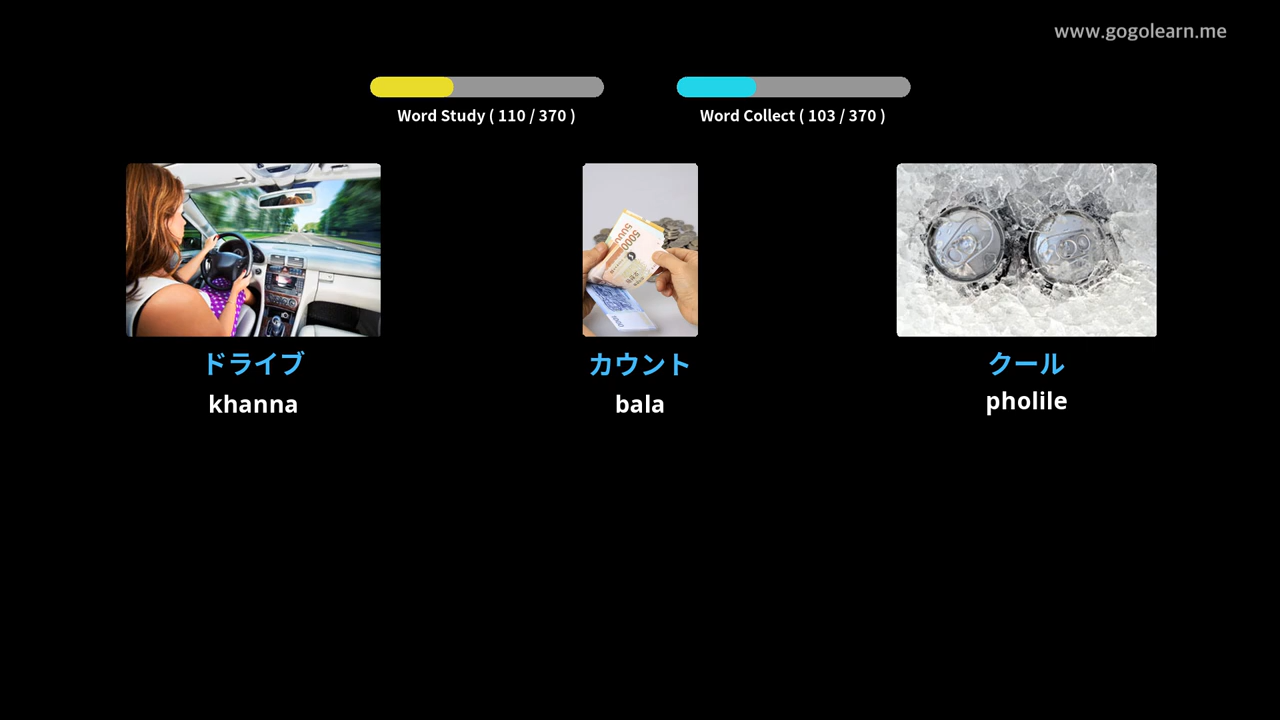 www.gogolearn.me
Word Study ( 110 / 370 )
Word Collect ( 103 / 370 )
5000
ドライブ
カウント
クール
khanna
bala
pholile